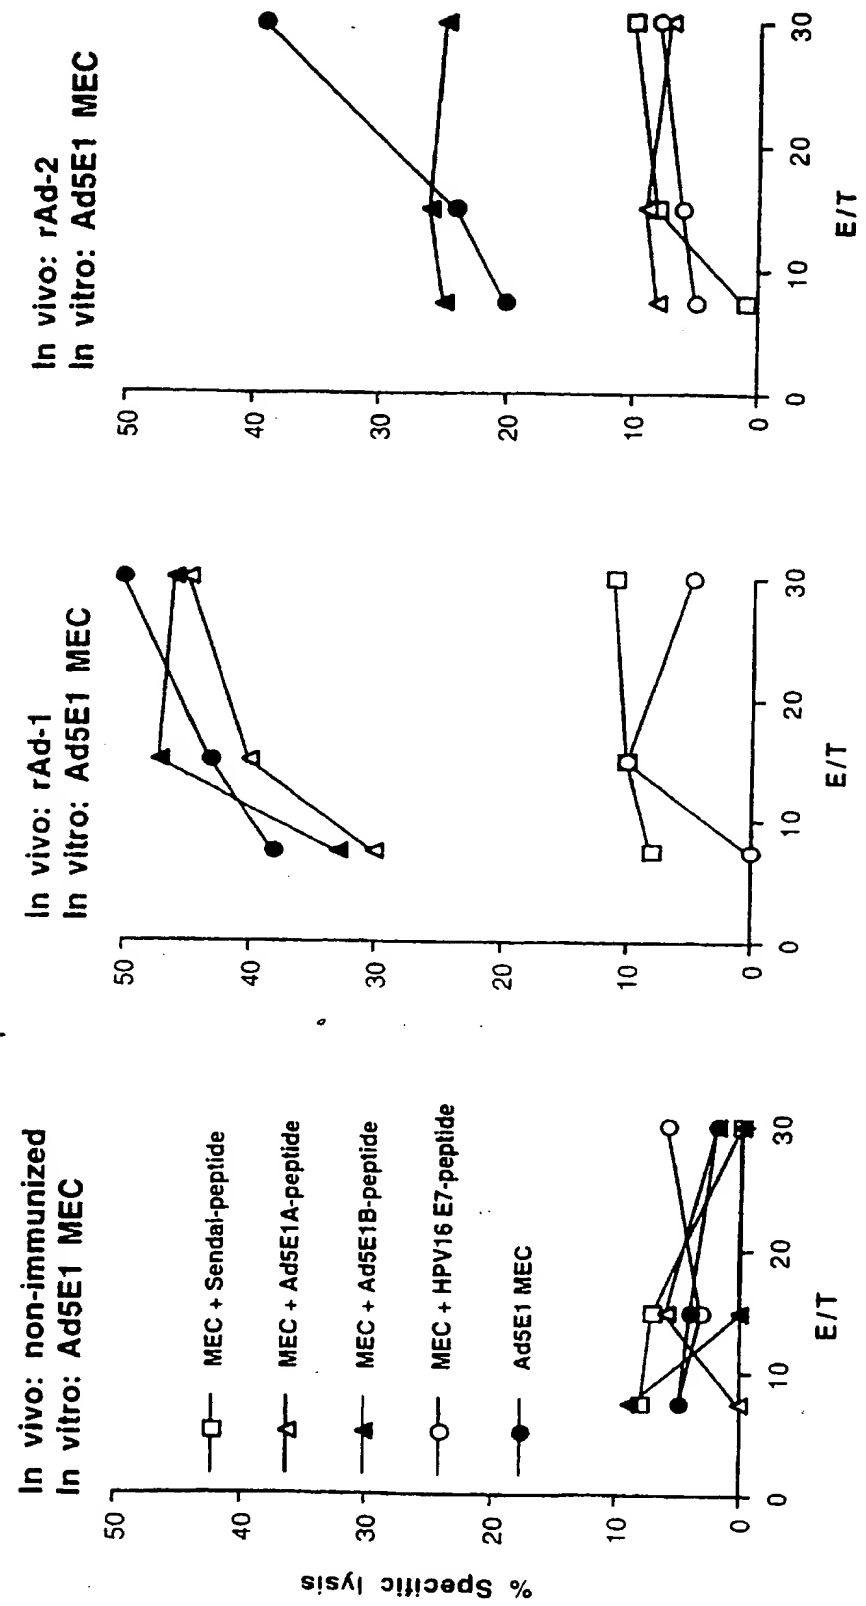 In vivo: non-immunized
In vitro: Ad5E1 MEC
50
40
30
20
10
0
% Specific lysis
MEC + Sendai-peptide
MEC + Ad5E1A-peptide
MEC + Ad5E1B-peptide
MEC + HPV16 E7-peptide
Ad5E1 MEC
0
10
20
30
E/T
In vivo: rAd-1
In vitro: Ad5E1 MEC
50
40
30
20
10
0
0
10
20
30
E/T
In vivo: rAd-2
In vitro: Ad5E1 MEC
50
40
30
20
10
0
0
10
20
30
E/T